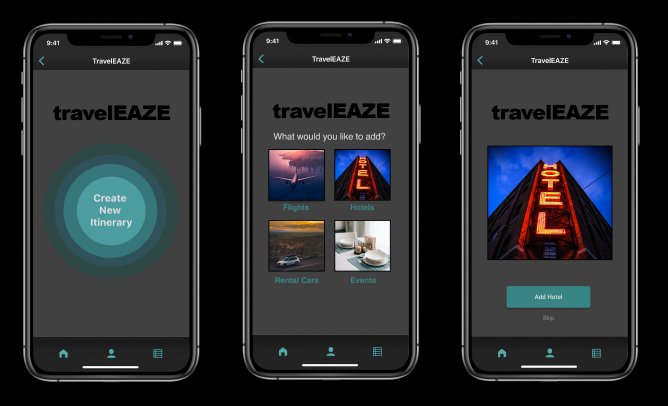 9:41
TravelEAZE
travelEAZE
Create
New
Itinerary
9:41
TravelEAZE
travelEAZE
What would you like to add?
HOTEL
Flights
Hotels
Rental Cars
Events
9:41
TravelEAZE
travelEAZE
HOTEL
Add Hotel
Skip